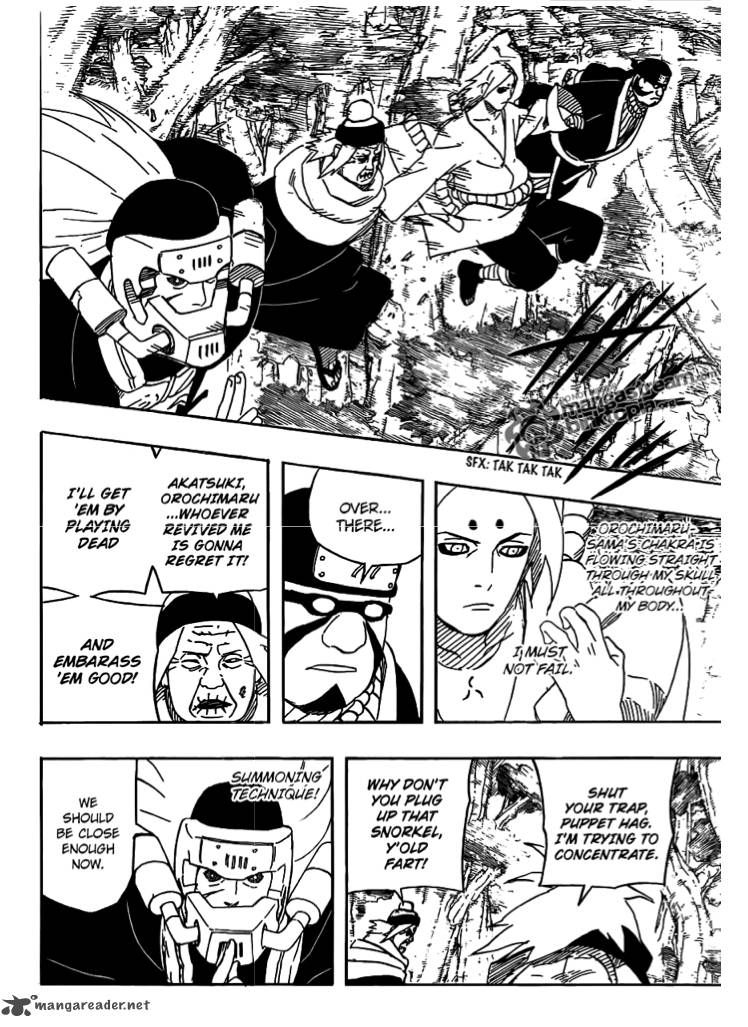 mangastream
SFX: TAK TAK TAK
OROCHIMARU-
SAMA'S CHAKRA IS
FLOWING STRAIGHT
THROUGH MY SKULL,
ALL THROUGHOUT
MY BODY...
I MUST
NOT FAIL.
OVER...
THERE...
AKATSUKI,
OROCHIMARU
...WHOEVER
REVIVED ME
IS GONNA
REGRET IT!
I'LL GET
'EM BY
PLAYING
DEAD
AND
EMBARASS
'EM GOOD!
SHUT
YOUR TRAP,
PUPPET HAG.
I'M TRYING TO
CONCENTRATE.
WHY DON'T
YOU PLUG
UP THAT
SNORKEL,
Y'OLD
FART!
SUMMONING
TECHNIQUE!
WE
SHOULD
BE CLOSE
ENOUGH
NOW.
mangareader.net